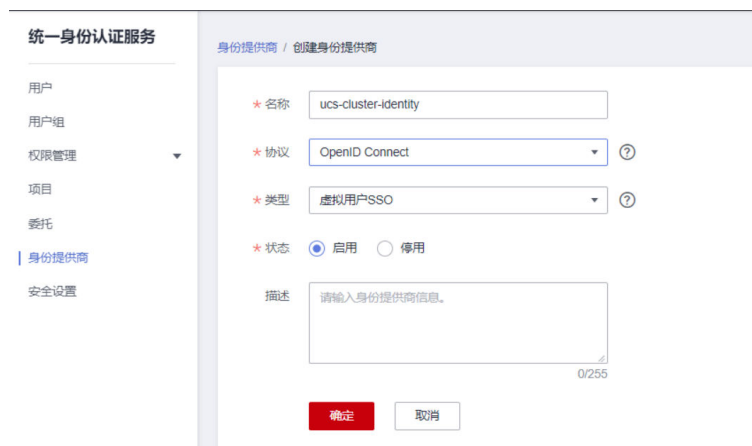 统一身份认证服务
身份提供商 / 创建身份提供商
用户
用户组
权限管理
项目
委托
身份提供商
安全设置
* 名称 ucs-cluster-identity
* 协议 OpenID Connect
* 类型 虚拟用户SSO
* 状态 启用 停用
描述 请输入身份提供商信息。
0/255
确定 取消